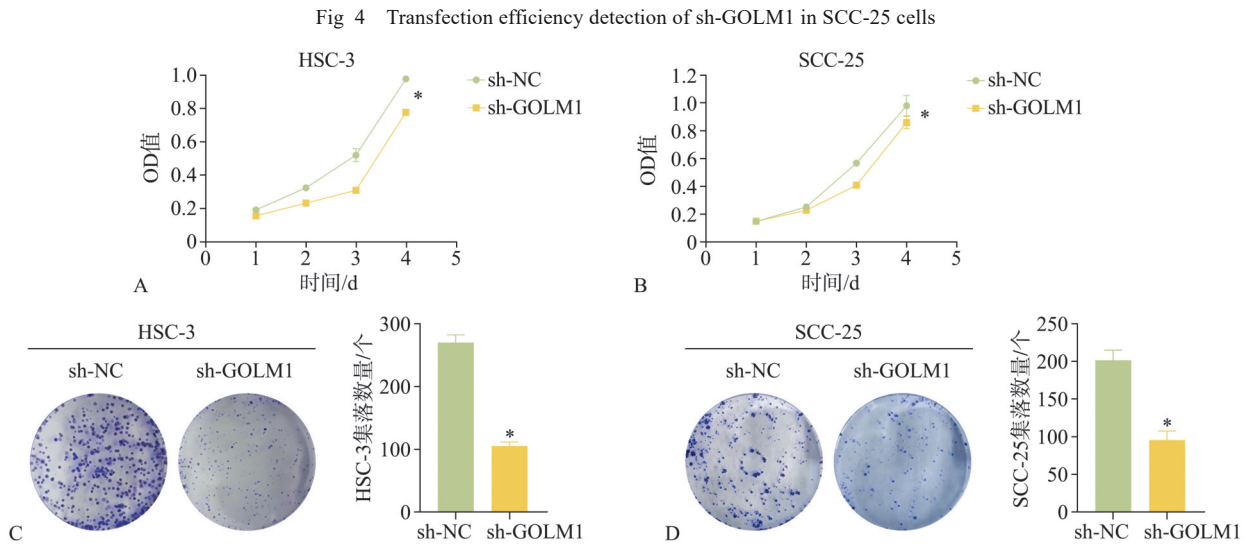 Fig 4 Transfection efficiency detection of sh-GOLM1 in SCC-25 cells
HSC-3
1.0
0.8
0.6
0.4
0.2
0
OD值
0 1 2 3 4 5
时间/d
sh-NC
sh-GOLM1
*
A
SCC-25
1.2
1.0
0.8
0.6
0.4
0.2
0
OD值
0 1 2 3 4 5
时间/d
sh-NC
sh-GOLM1
*
B
HSC-3
sh-NC sh-GOLM1
HSC-3集落数量/个
300
200
100
0
*
sh-NC sh-GOLM1
C
SCC-25
sh-NC sh-GOLM1
SCC-25集落数量/个
250
200
150
100
50
0
*
sh-NC sh-GOLM1
D